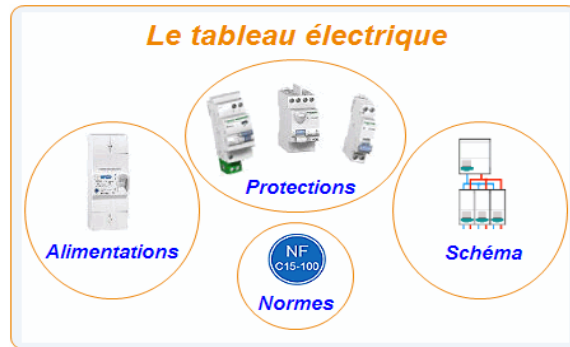 Le tableau électrique
Protections
Alimentations
Schéma
NF
C15-100
Normes